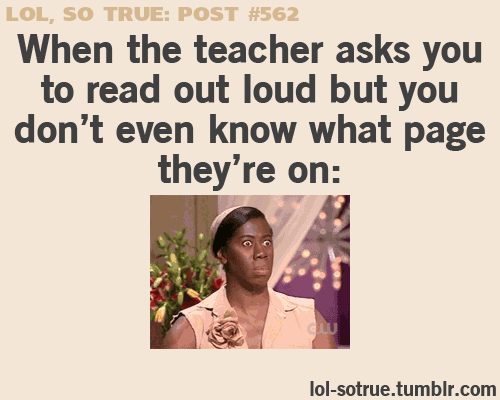 LOL, SO TRUE: POST #562
When the teacher asks you
to read out loud but you
don't even know what page
they're on:
CW
lol-sotrue.tumblr.com